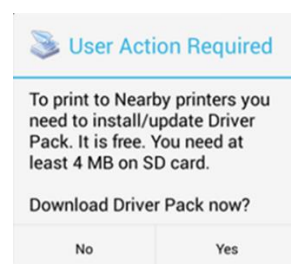 User Action Required
To print to Nearby printers you
need to install/update Driver
Pack. It is free. You need at
least 4 MB on SD card.
Download Driver Pack now?
No Yes